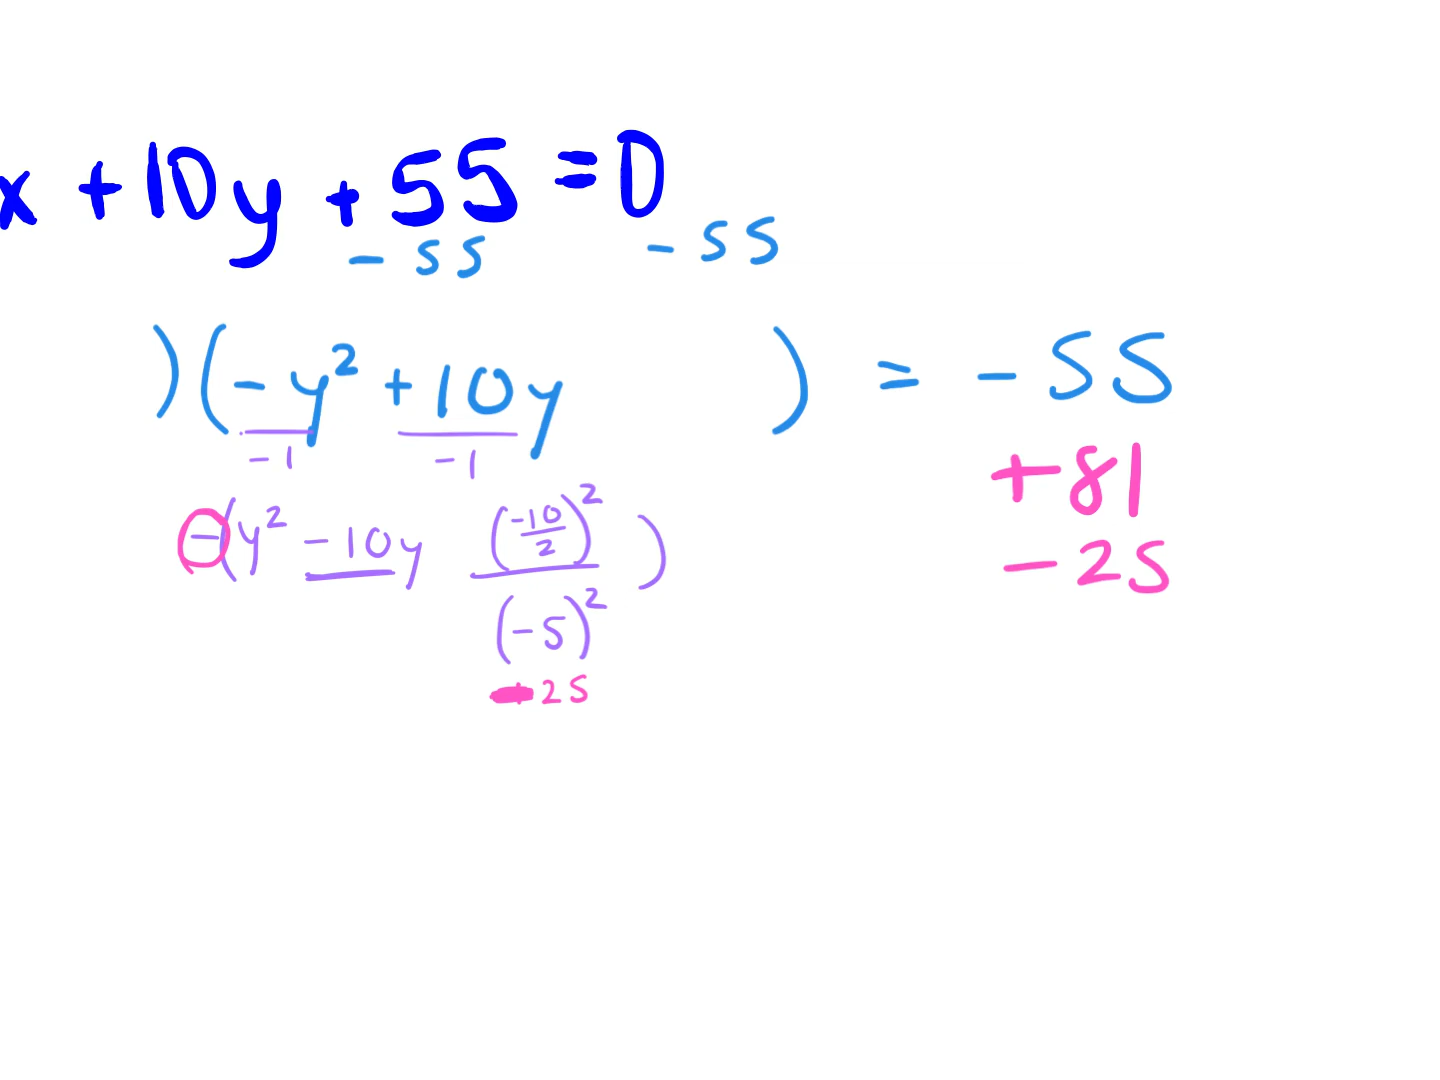 x + 10y + 55 = 0
- 55 - 55
) ( - y² + 10y ) = - 55
-1 -1
+ 81
- (y² - 10y (-10/2)² )
- 25
(-5)²
+25